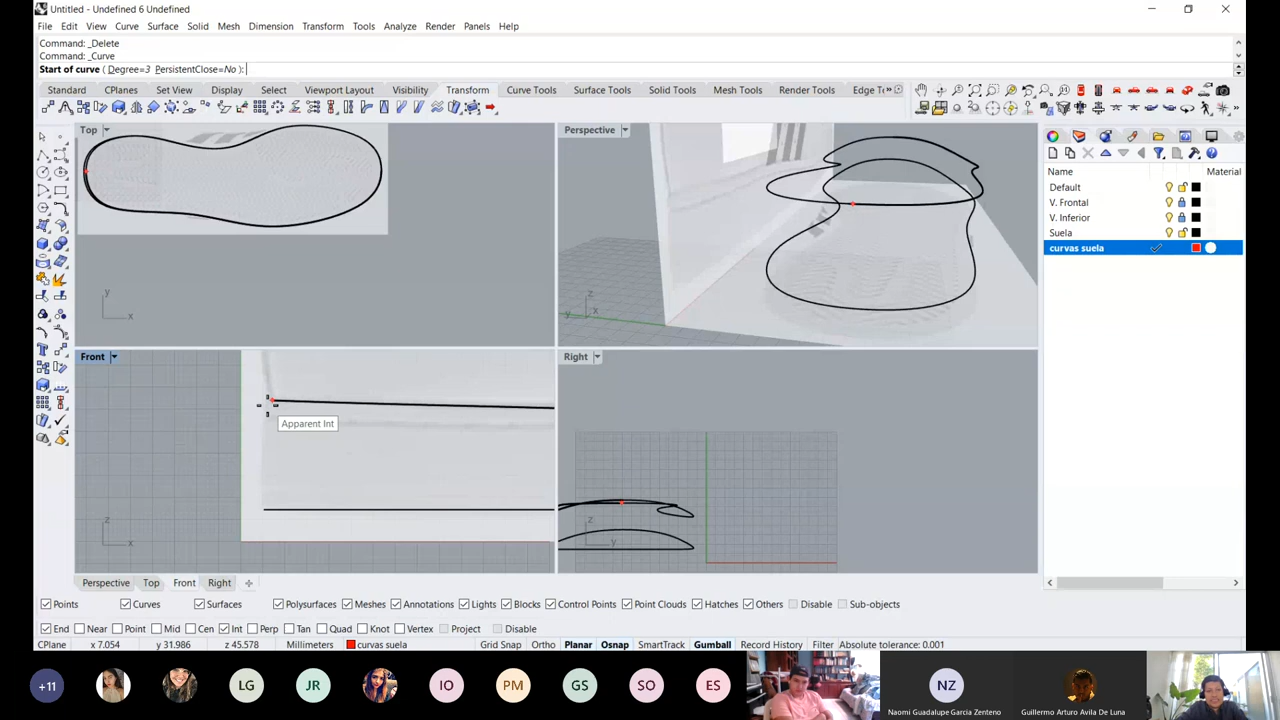 Untitled - Undefined 6 Undefined
File Edit View Curve Surface Solid Mesh Dimension Transform Tools Analyze Render Panels Help
Command: _Delete
Command: _Curve
Start of curve ( Degree=3 PersistentClose=No ):
Standard CPlanes Set View Display Select Viewport Layout Visibility Transform Curve Tools Surface Tools Solid Tools Mesh Tools Render Tools Edge T
Top
Perspective
Name Material
Default
V. Frontal
V. Inferior
Suela
curvas suela
y
x
z
y x
Front
Right
Apparent Int
z
x
z
y
Perspective Top Front Right
Points Curves Surfaces Polysurfaces Meshes Annotations Lights Blocks Control Points Point Clouds Hatches Others Disable Sub-objects
End Near Point Mid Cen Int Perp Tan Quad Knot Vertex Project Disable
CPlane x 7.054 y 31.986 z 45.578 Millimeters curvas suela Grid Snap Ortho Planar Osnap SmartTrack Gumball Record History Filter Absolute tolerance: 0.001
+11 LG JR IO PM GS SO ES NZ
Naomi Guadalupe Garcia Zenteno Guillermo Arturo Avila De Luna